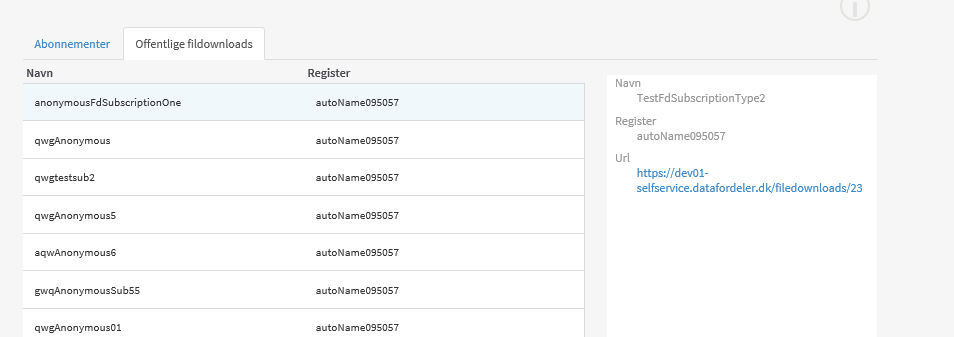 Abonnementer Offentlige fildownloads
Navn Register
anonymousFdSubscriptionOne autoName095057
qwgAnonymous autoName095057
qwgtestsub2 autoName095057
qwgAnonymous5 autoName095057
aqwAnonymous6 autoName095057
gwqAnonymousSub55 autoName095057
qwgAnonymous01 autoName095057
Navn
TestFdSubscriptionType2
Register
autoName095057
Url
https://dev01-
selfservice.datafordeler.dk/filedownloads/23